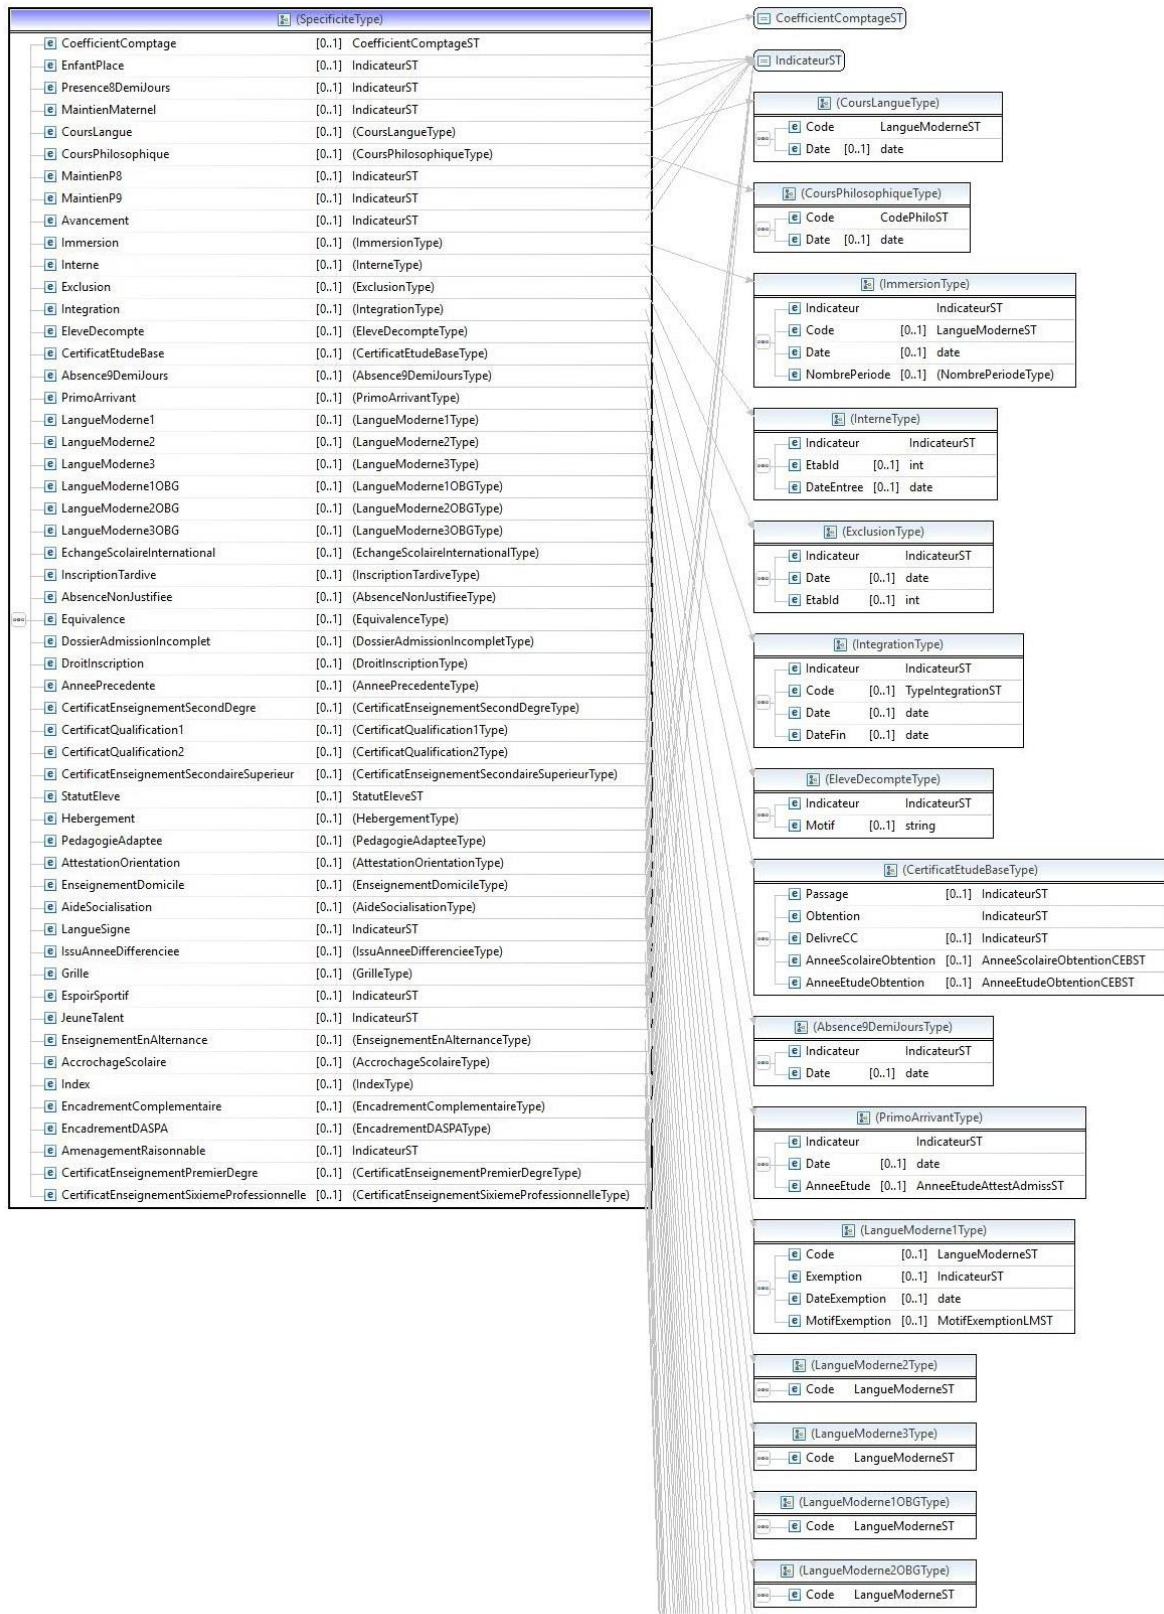 (SpecificiteType)
CoefficientComptage [0..1] CoefficientComptageST
EnfantPlace [0..1] IndicateurST
Presence8DemiJours [0..1] IndicateurST
MaintienMaternel [0..1] IndicateurST
CoursLangue [0..1] (CoursLangueType)
CoursPhilosophique [0..1] (CoursPhilosophiqueType)
MaintienP8 [0..1] IndicateurST
MaintienP9 [0..1] IndicateurST
Avancement [0..1] IndicateurST
Immersion [0..1] (ImmersionType)
Interne [0..1] (InterneType)
Exclusion [0..1] (ExclusionType)
Integration [0..1] (IntegrationType)
EleveDecompte [0..1] (EleveDecompteType)
CertificatEtudeBase [0..1] (CertificatEtudeBaseType)
Absence9DemiJours [0..1] (Absence9DemiJoursType)
PrimoArrivant [0..1] (PrimoArrivantType)
LangueModerne1 [0..1] (LangueModerne1Type)
LangueModerne2 [0..1] (LangueModerne2Type)
LangueModerne3 [0..1] (LangueModerne3Type)
LangueModerne1OBG [0..1] (LangueModerne1OBGType)
LangueModerne2OBG [0..1] (LangueModerne2OBGType)
LangueModerne3OBG [0..1] (LangueModerne3OBGType)
EchangeScolaireInternational [0..1] (EchangeScolaireInternationalType)
InscriptionTardive [0..1] (InscriptionTardiveType)
AbsenceNonJustifiee [0..1] (AbsenceNonJustifieeType)
Equivalence [0..1] (EquivalenceType)
DossierAdmissionIncomplet [0..1] (DossierAdmissionIncompletType)
DroitInscription [0..1] (DroitInscriptionType)
AnneePrecedente [0..1] (AnneePrecedenteType)
CertificatEnseignementSecondDegre [0..1] (CertificatEnseignementSecondDegreType)
CertificatQualification1 [0..1] (CertificatQualification1Type)
CertificatQualification2 [0..1] (CertificatQualification2Type)
CertificatEnseignementSecondaireSuperieur [0..1] (CertificatEnseignementSecondaireSuperieurType)
StatutEleve [0..1] StatutEleveST
Hebergement [0..1] (HebergementType)
PedagogieAdaptee [0..1] (PedagogieAdapteeType)
AttestationOrientation [0..1] (AttestationOrientationType)
EnseignementDomicile [0..1] (EnseignementDomicileType)
AideSocialisation [0..1] (AideSocialisationType)
LangueSigne [0..1] IndicateurST
IssuAnneeDifferenciee [0..1] (IssuAnneeDifferencieeType)
Grille [0..1] (GrilleType)
EspoirSportif [0..1] IndicateurST
JeuneTalent [0..1] IndicateurST
EnseignementEnAlternance [0..1] (EnseignementEnAlternanceType)
AccrochageScolaire [0..1] (AccrochageScolaireType)
Index [0..1] (IndexType)
EncadrementComplementaire [0..1] (EncadrementComplementaireType)
EncadrementDASPA [0..1] (EncadrementDASPAType)
AmenagementRaisonnable [0..1] IndicateurST
CertificatEnseignementPremierDegre [0..1] (CertificatEnseignementPremierDegreType)
CertificatEnseignementSixiemeProfessionnelle [0..1] (CertificatEnseignementSixiemeProfessionnelleType)
CoefficientComptageST
IndicateurST
(CoursLangueType)
Code LangueModerneST
Date [0..1] date
(CoursPhilosophiqueType)
Code CodePhiloST
Date [0..1] date
(ImmersionType)
Indicateur IndicateurST
Code [0..1] LangueModerneST
Date [0..1] date
NombrePeriode [0..1] (NombrePeriodeType)
(InterneType)
Indicateur IndicateurST
EtabId [0..1] int
DateEntree [0..1] date
(ExclusionType)
Indicateur IndicateurST
Date [0..1] date
EtabId [0..1] int
(IntegrationType)
Indicateur IndicateurST
Code [0..1] TypeIntegrationST
Date [0..1] date
DateFin [0..1] date
(EleveDecompteType)
Indicateur IndicateurST
Motif [0..1] string
(CertificatEtudeBaseType)
Passage [0..1] IndicateurST
Obtention IndicateurST
DelivreCC [0..1] IndicateurST
AnneeScolaireObtention [0..1] AnneeScolaireObtentionCEBST
AnneeEtudeObtention [0..1] AnneeEtudeObtentionCEBST
(Absence9DemiJoursType)
Indicateur IndicateurST
Date [0..1] date
(PrimoArrivantType)
Indicateur IndicateurST
Date [0..1] date
AnneeEtude [0..1] AnneeEtudeAttestAdmissST
(LangueModerne1Type)
Code [0..1] LangueModerneST
Exemption [0..1] IndicateurST
DateExemption [0..1] date
MotifExemption [0..1] MotifExemptionLMST
(LangueModerne2Type)
Code LangueModerneST
(LangueModerne3Type)
Code LangueModerneST
(LangueModerne1OBGType)
Code LangueModerneST
(LangueModerne2OBGType)
Code LangueModerneST